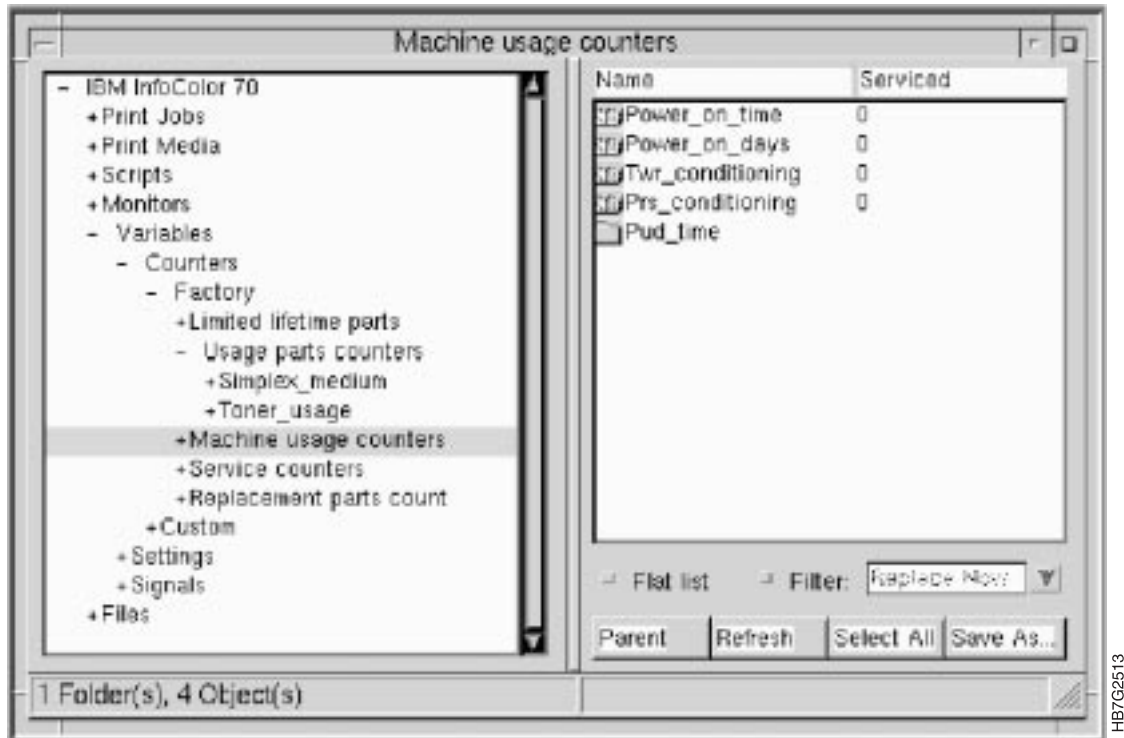 Machine usage counters
- IBM InfoColor 70
+Print Jobs
+Print Media
+Scripts
+Monitors
- Variables
- Counters
- Factory
+Limited lifetime parts
- Usage parts counters
+Simplex_medium
+Toner_usage
+Machine usage counters
+Service counters
+Replacement parts count
+Custom
+Settings
+Signals
+Files
Name Serviced
Power_on_time 0
Power_on_days 0
Twr_conditioning 0
Prs_conditioning 0
Pud_time
Flat list Filter: Replace Now
Parent Refresh Select All Save As...
1 Folder(s), 4 Object(s)
HB7G2513